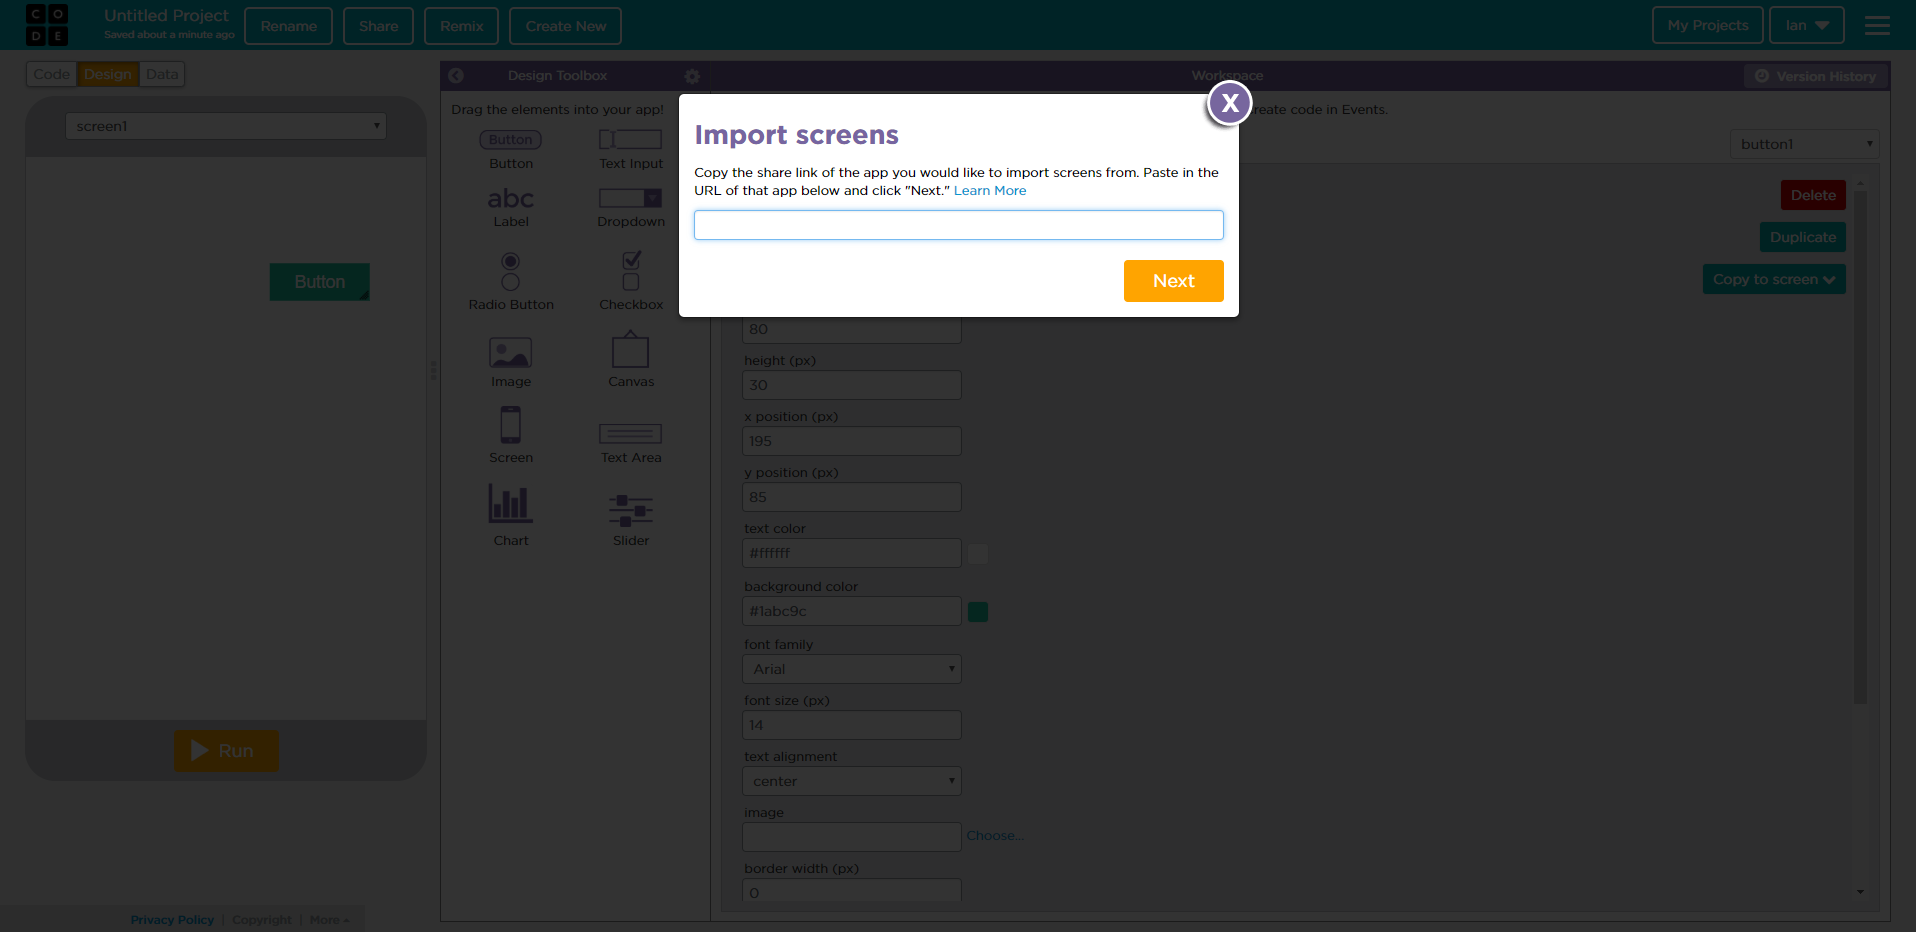 C O
D E
Untitled Project
Saved about a minute ago
Rename
Share
Remix
Create New
My Projects
Ian
Code
Design
Data
Design Toolbox
Workspace
Version History
Drag the elements into your app!
reate code in Events.
screen1
button1
Button
Button
Text Input
abc
Label
Dropdown
Radio Button
Checkbox
Image
Canvas
Screen
Text Area
Chart
Slider
Button
Run
X
Import screens
Copy the share link of the app you would like to import screens from. Paste in the
URL of that app below and click "Next." Learn More
Next
Delete
Duplicate
Copy to screen
80
height (px)
30
x position (px)
195
y position (px)
85
text color
#ffffff
background color
#1abc9c
font family
Arial
font size (px)
14
text alignment
center
image
Choose...
border width (px)
0
Privacy Policy | Copyright | More